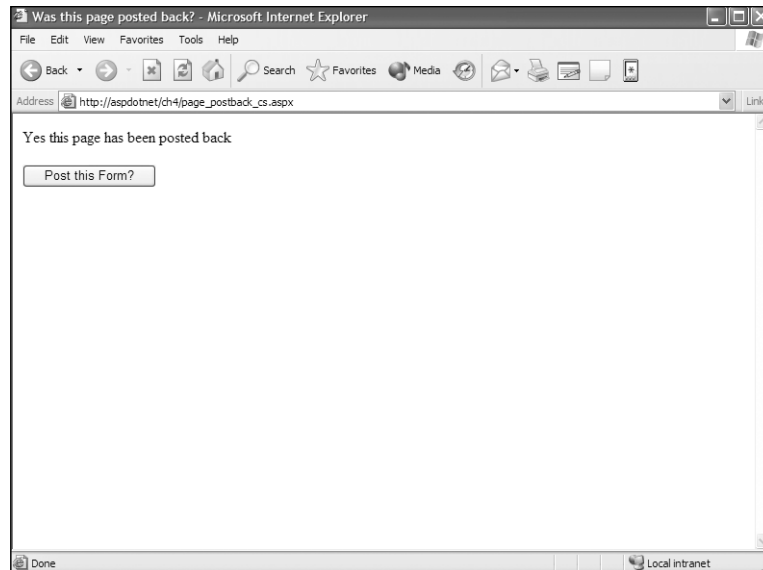 Was this page posted back? - Microsoft Internet Explorer
File Edit View Favorites Tools Help
Back Search Favorites Media
Address http://aspdotnet/ch4/page_postback_cs.aspx Link
Yes this page has been posted back
Post this Form?
Done Local intranet